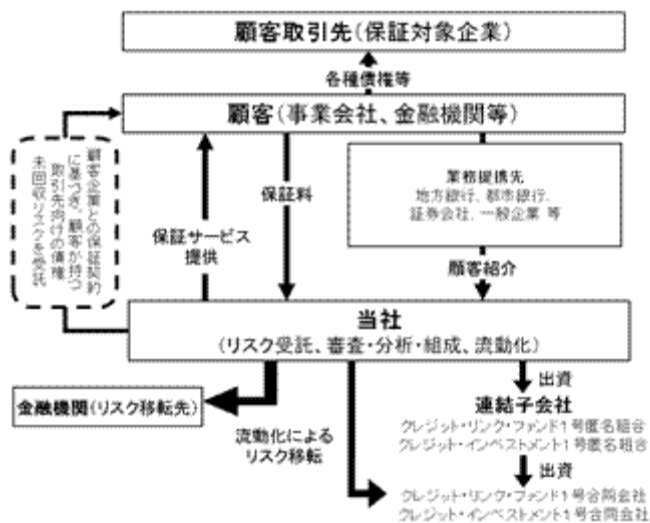 顧客取引先(保証対象企業)
各種債権等
顧客(事業会社、金融機関等)
顧客企業との保証契約
に基づき、顧客が持つ
取引先向けの債権
未回収リスクを受託
保証サービス
提供
保証料
業務提携先
地方銀行、都市銀行、
証券会社、一般企業 等
顧客紹介
当社
(リスク受託、審査・分析・組成、流動化)
金融機関(リスク移転先)
流動化による
リスク移転
出資
連結子会社
クレジット・リンク・ファンド1号匿名組合
クレジット・インベストメント1号匿名組合
出資
クレジット・リンク・ファンド1号合同会社
クレジット・インベストメント1号合同会社